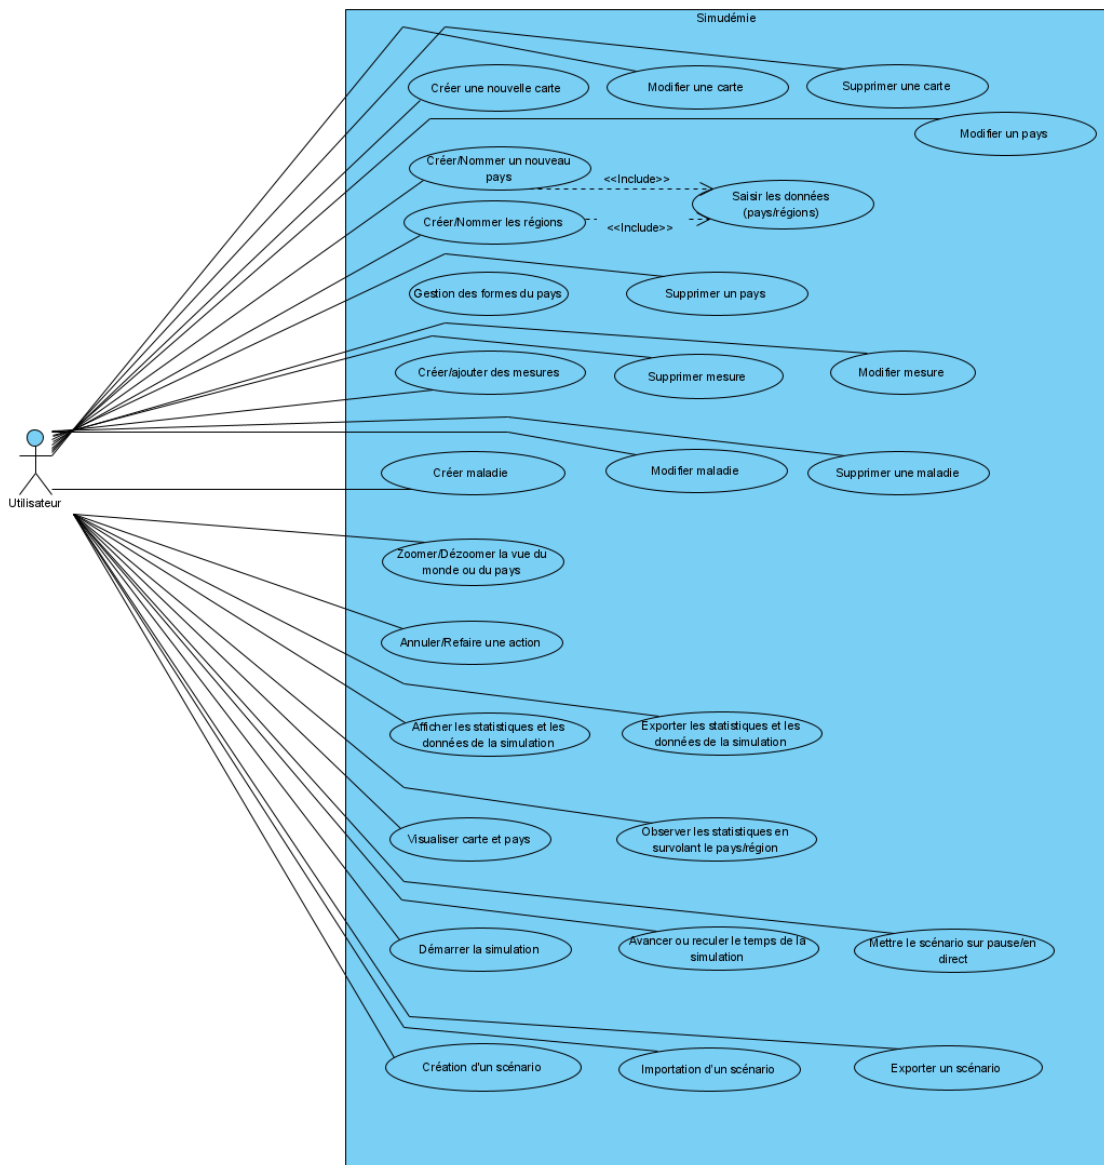 Simudémie
Créer une nouvelle carte
Modifier une carte
Supprimer une carte
Modifier un pays
Créer/Nommer un nouveau
pays
<<Include>>
Saisir les données
(pays/régions)
Créer/Nommer les régions
<<Include>>
Gestion des formes du pays
Supprimer un pays
Créer/ajouter des mesures
Supprimer mesure
Modifier mesure
Créer maladie
Modifier maladie
Supprimer une maladie
Utilisateur
Zoomer/Dézoomer la vue du
monde ou du pays
Annuler/Refaire une action
Afficher les statistiques et les
données de la simulation
Exporter les statistiques et les
données de la simulation
Visualiser carte et pays
Observer les statistiques en
survolant le pays/région
Démarrer la simulation
Avancer ou reculer le temps de la
simulation
Mettre le scénario sur pause/en
direct
Création d'un scénario
Importation d'un scénario
Exporter un scénario